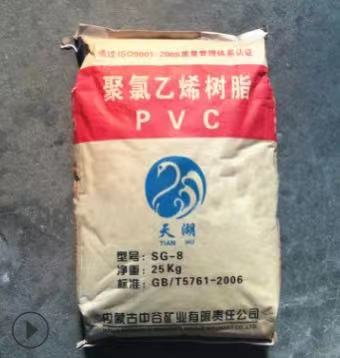 通过ISO9001-2008质量管理体系认证
聚氯乙烯树脂
PVC
天湖
TIAN HU
型号: SG-8
净重: 25Kg
标准: GB/T5761-2006
内蒙古中谷矿业有限责任公司